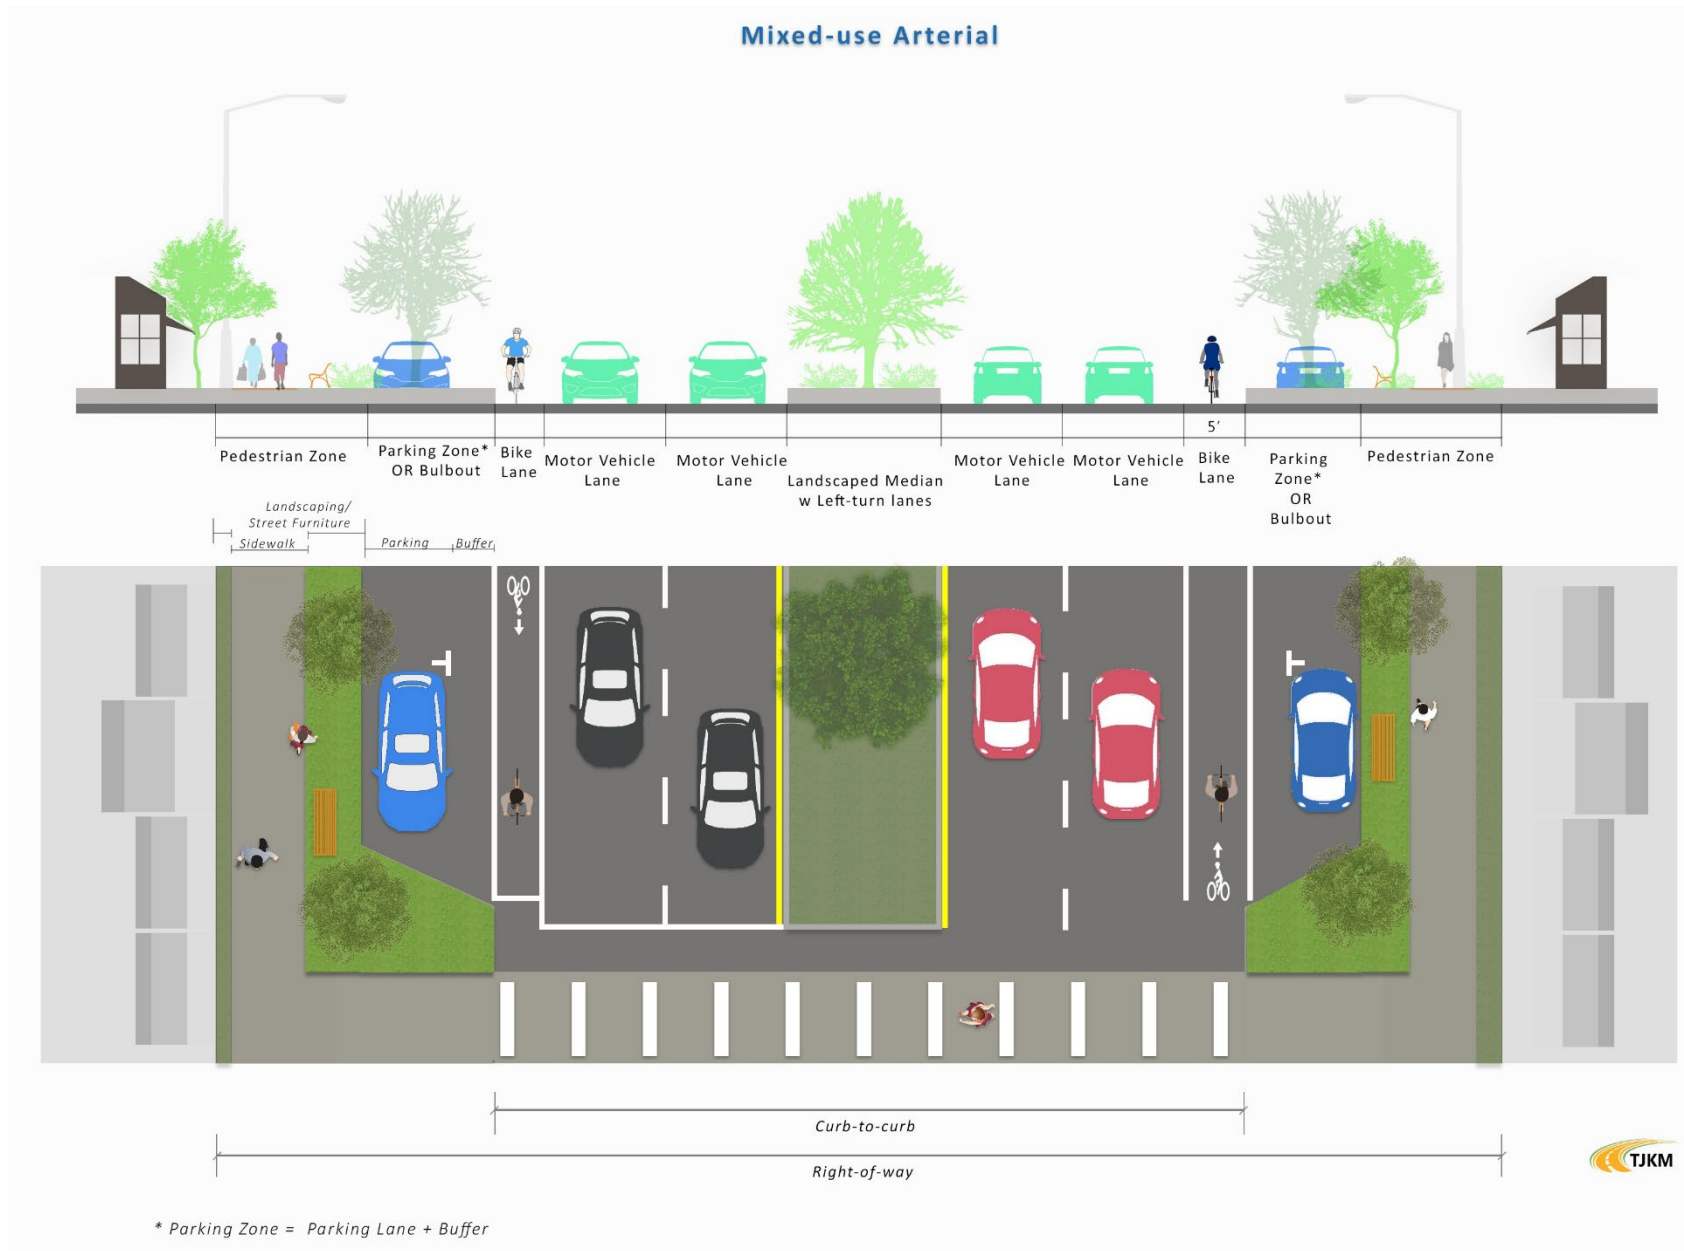 Mixed-use Arterial
5'
Pedestrian Zone
Parking Zone*
OR Bulbout
Bike
Lane
Motor Vehicle
Lane
Motor Vehicle
Lane
Landscaped Median
w Left-turn lanes
Motor Vehicle
Lane
Motor Vehicle
Lane
Bike
Lane
Parking
Zone*
OR
Bulbout
Pedestrian Zone
Landscaping/
Street Furniture
Sidewalk
Parking
Buffer
Curb-to-curb
Right-of-way
TJKM
* Parking Zone = Parking Lane + Buffer